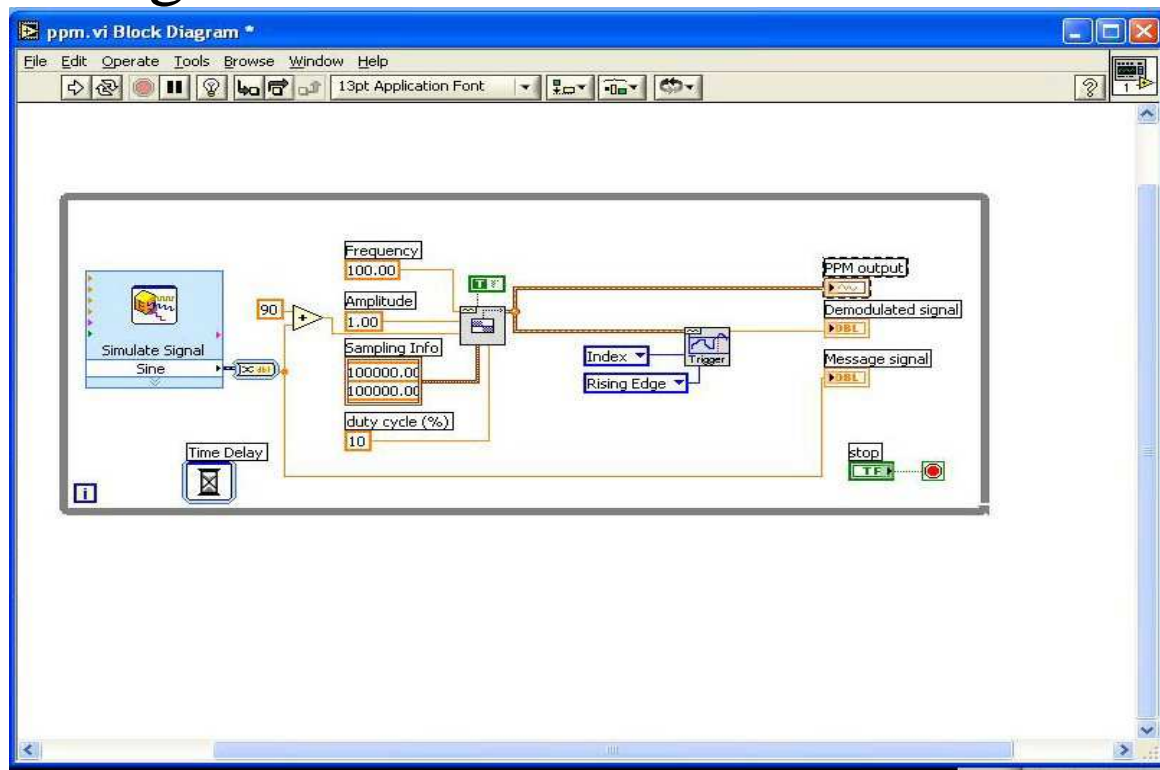 ppm.vi Block Diagram *
File Edit Operate Tools Browse Window Help
13pt Application Font
1
Frequency
100.00
Amplitude
1.00
Sampling Info
100000.00
100000.00
duty cycle (%)
10
90
Simulate Signal
Sine
Time Delay
i
T
Index
Rising Edge
Trigger
PPM output
Demodulated signal
DBL
Message signal
DBL
stop
TF